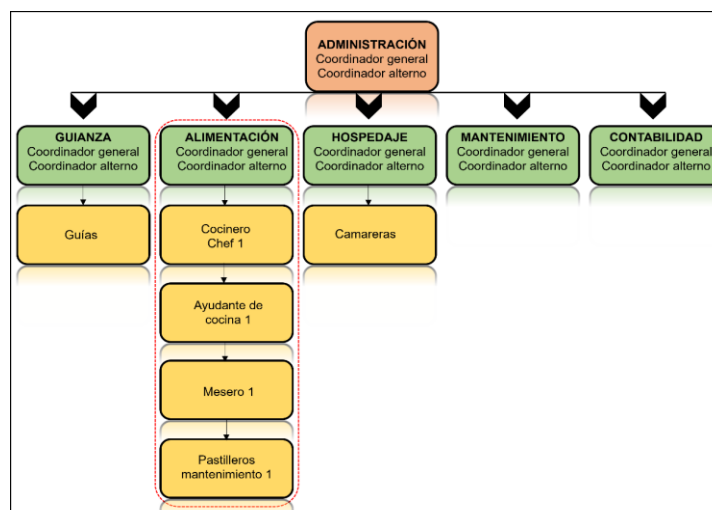 ADMINISTRACIÓN
Coordinador general
Coordinador alterno
GUIANZA
Coordinador general
Coordinador alterno
ALIMENTACIÓN
Coordinador general
Coordinador alterno
HOSPEDAJE
Coordinador general
Coordinador alterno
MANTENIMIENTO
Coordinador general
Coordinador alterno
CONTABILIDAD
Coordinador general
Coordinador alterno
Guías
Cocinero
Chef 1
Camareras
Ayudante de
cocina 1
Mesero 1
Pastilleros
mantenimiento 1